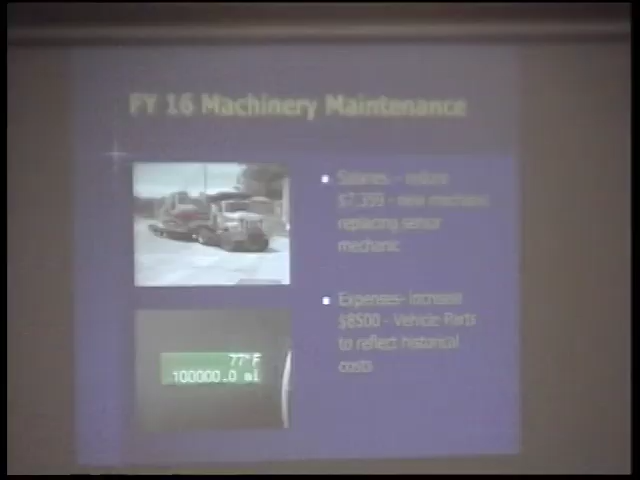 FY 16 Machinery Maintenance
Salaries - reduce
$7,399 - new mechanic
replacing senior
mechanic
Expenses- increase
$8500 - Vehicle Parts
to reflect historical
costs
77°F
100000.0 mi